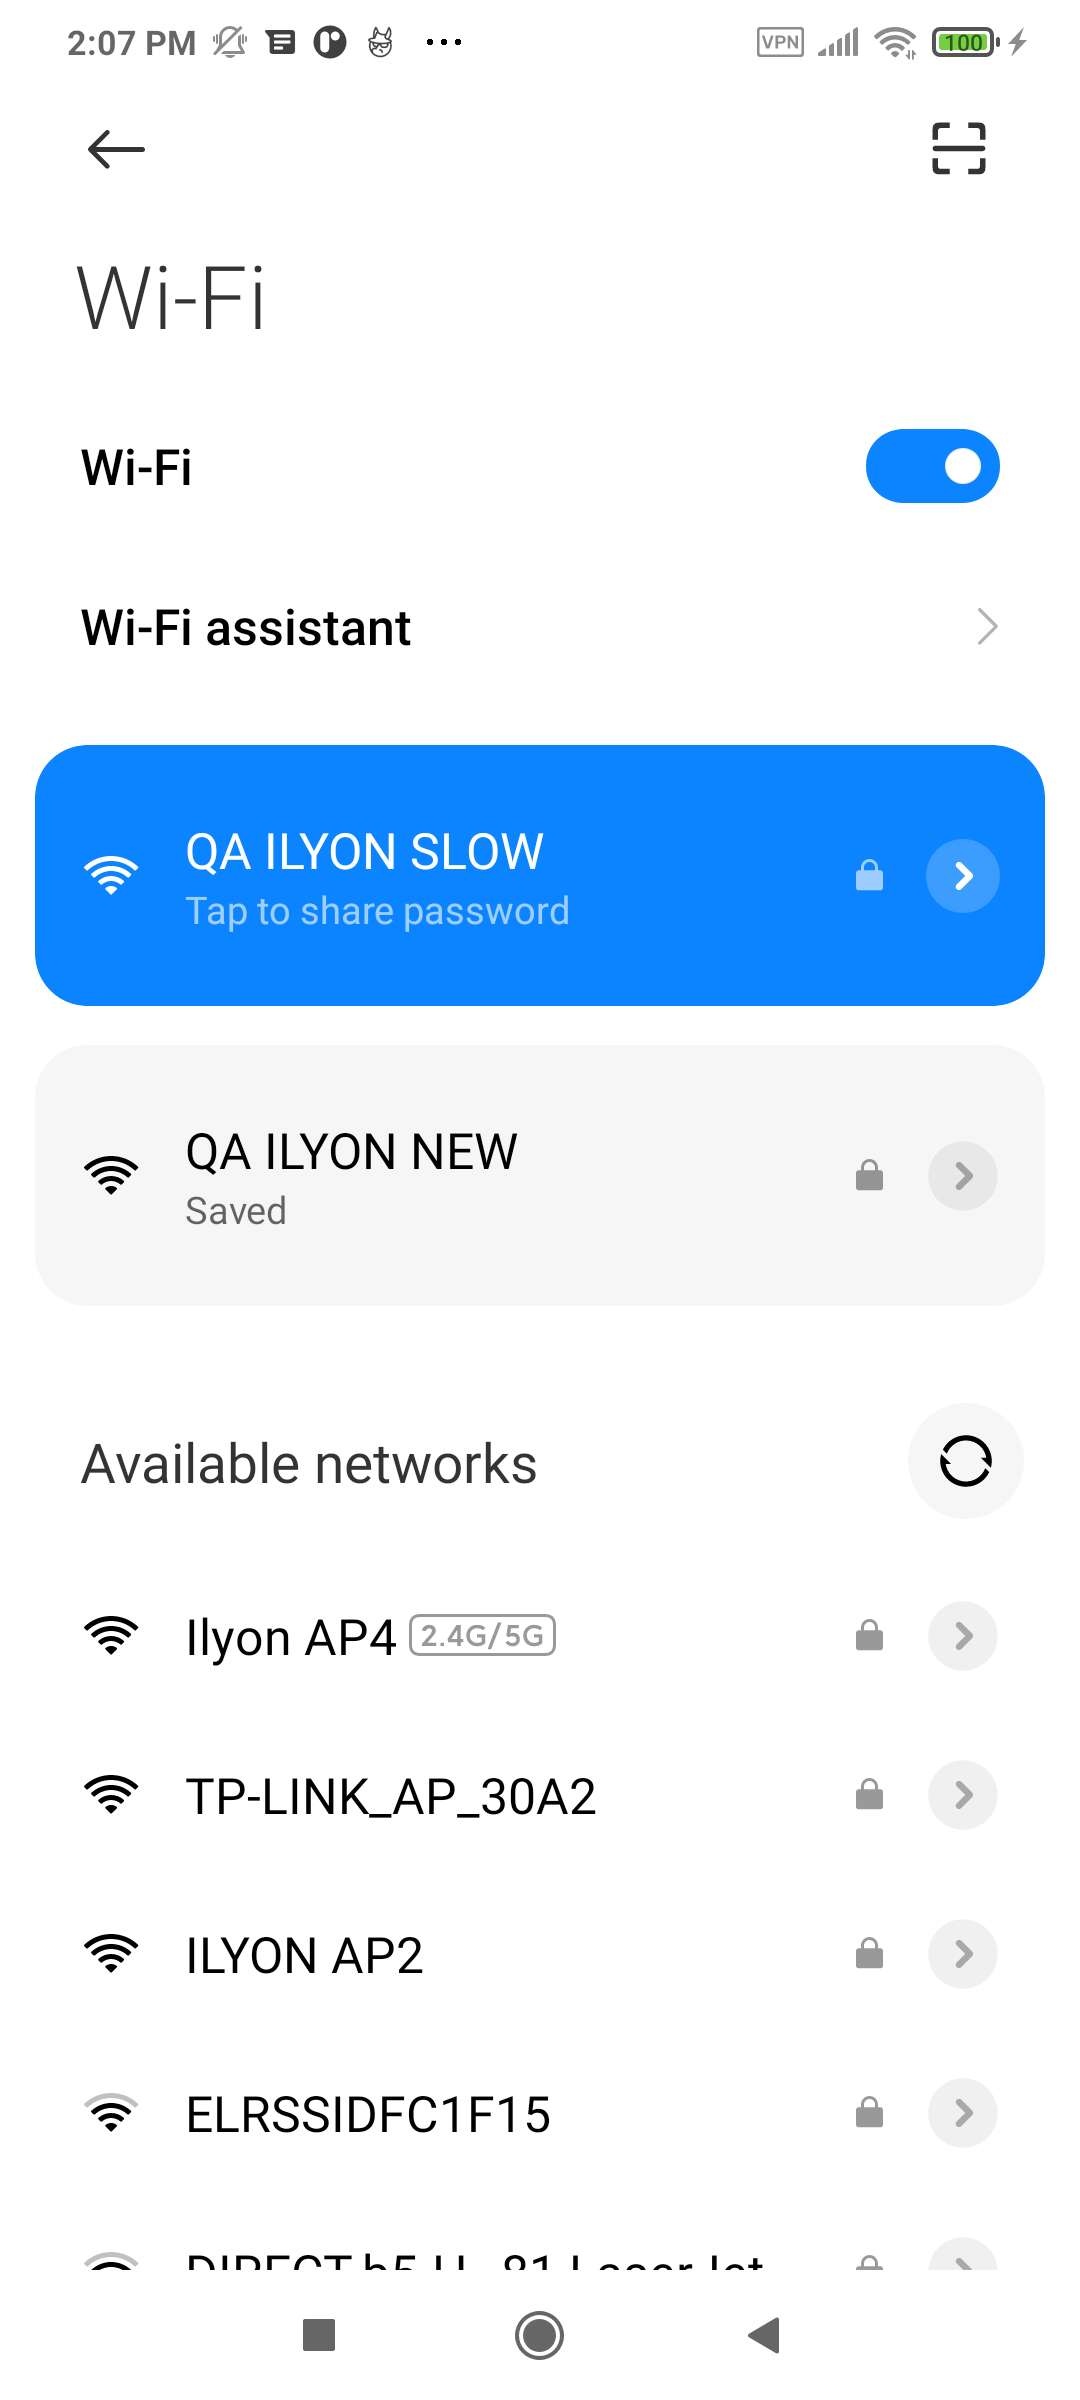 2:07 PM
VPN
100
Wi-Fi
Wi-Fi
Wi-Fi assistant
QA ILYON SLOW
Tap to share password
QA ILYON NEW
Saved
Available networks
Ilyon AP4 2.4G/5G
TP-LINK_AP_30A2
ILYON AP2
ELRSSIDFC1F15